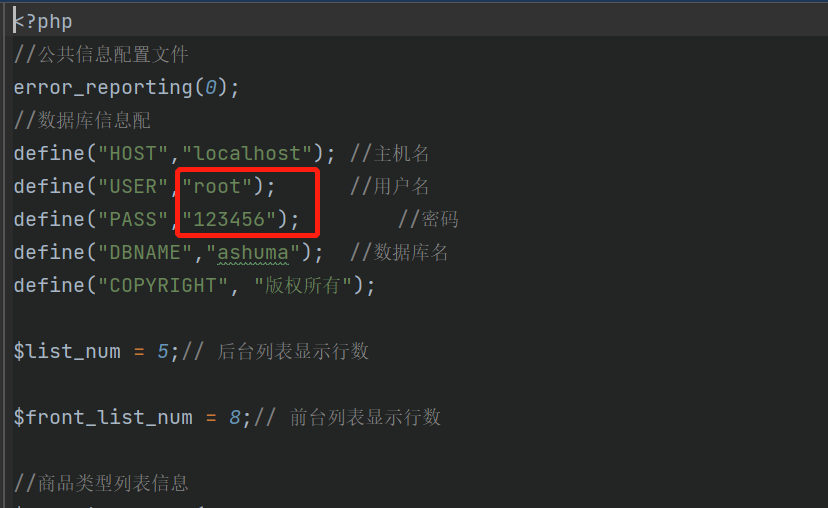 <?php
//公共信息配置文件
error_reporting(0);
//数据库信息配
define("HOST","localhost"); //主机名
define("USER","root");      //用户名
define("PASS","123456");        //密码
define("DBNAME","ashuma");  //数据库名
define("COPYRIGHT", "版权所有");
$list_num = 5;// 后台列表显示行数
$front_list_num = 8;// 前台列表显示行数
//商品类型列表信息